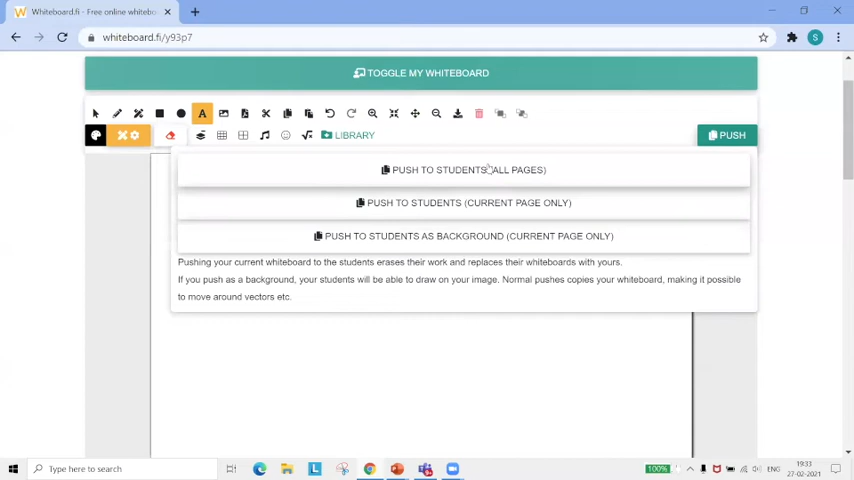 Whiteboard.fi - Free online whitebo
whiteboard.fi/y93p7
S
TOGGLE MY WHITEBOARD
A
LIBRARY
PUSH
PUSH TO STUDENTS (ALL PAGES)
PUSH TO STUDENTS (CURRENT PAGE ONLY)
PUSH TO STUDENTS AS BACKGROUND (CURRENT PAGE ONLY)
Pushing your current whiteboard to the students erases their work and replaces their whiteboards with yours.
If you push as a background, your students will be able to draw on your image. Normal pushes copies your whiteboard, making it possible
to move around vectors etc.
Type here to search
100%
ENG
19:33
27-02-2021